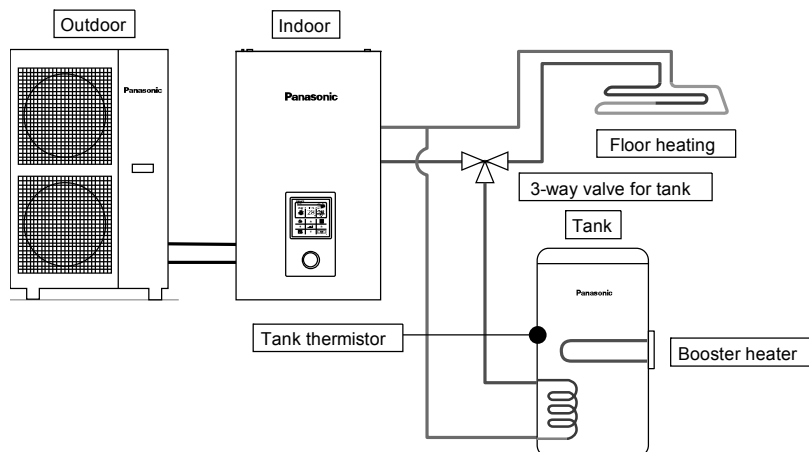 Outdoor
Indoor
Panasonic
Panasonic
Floor heating
3-way valve for tank
Tank
Panasonic
Tank thermistor
Booster heater